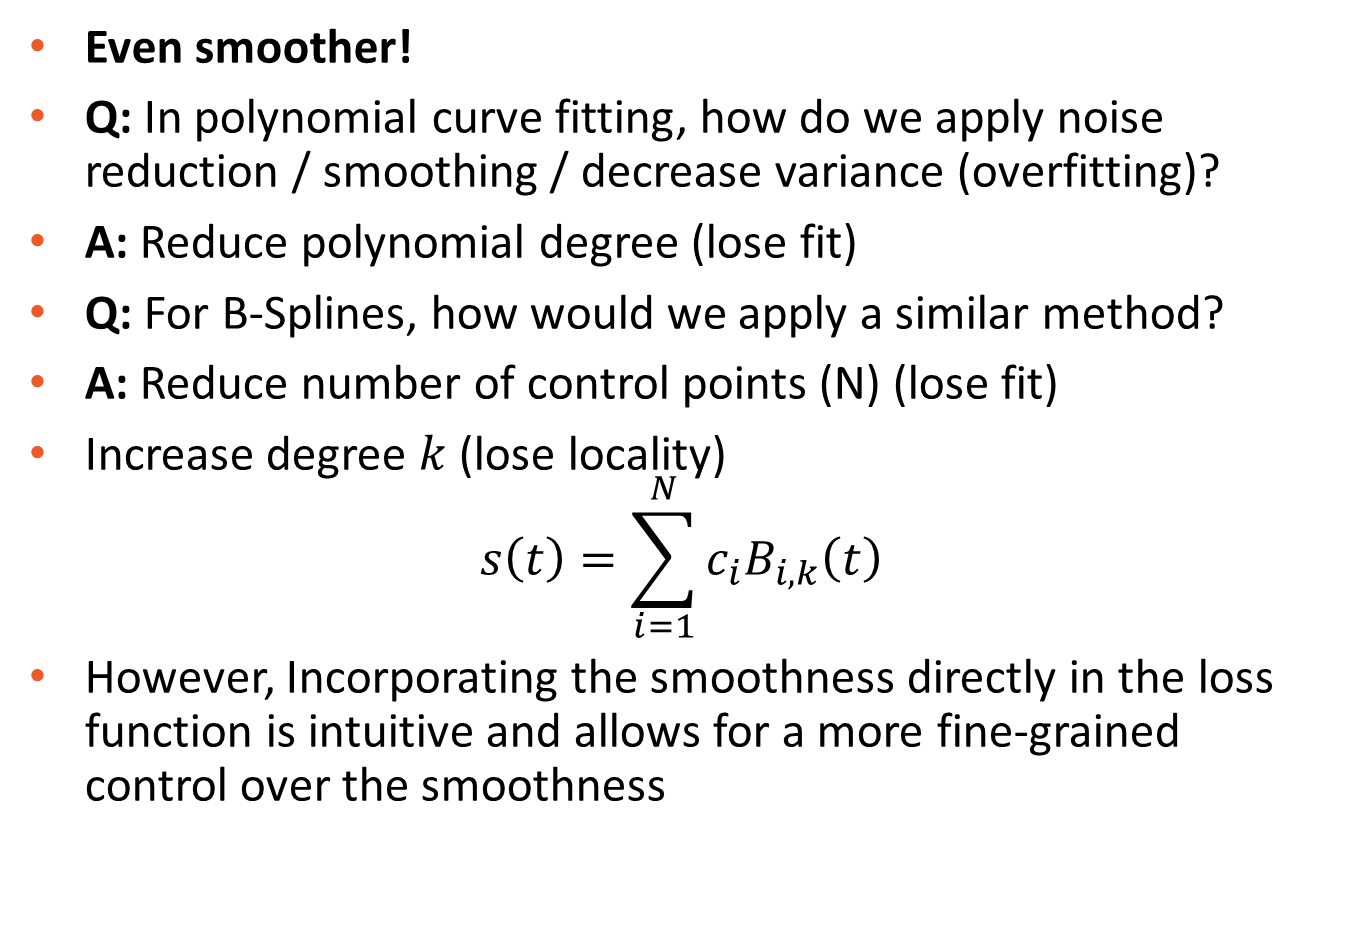 • Even smoother!
• Q: In polynomial curve fitting, how do we apply noise
reduction / smoothing / decrease variance (overfitting)?
• A: Reduce polynomial degree (lose fit)
• Q: For B-Splines, how would we apply a similar method?
• A: Reduce number of control points (N) (lose fit)
• Increase degree k (lose locality)
s(t) = ∑_{i=1}^{N} c_i B_{i,k}(t)
• However, Incorporating the smoothness directly in the loss
function is intuitive and allows for a more fine-grained
control over the smoothness